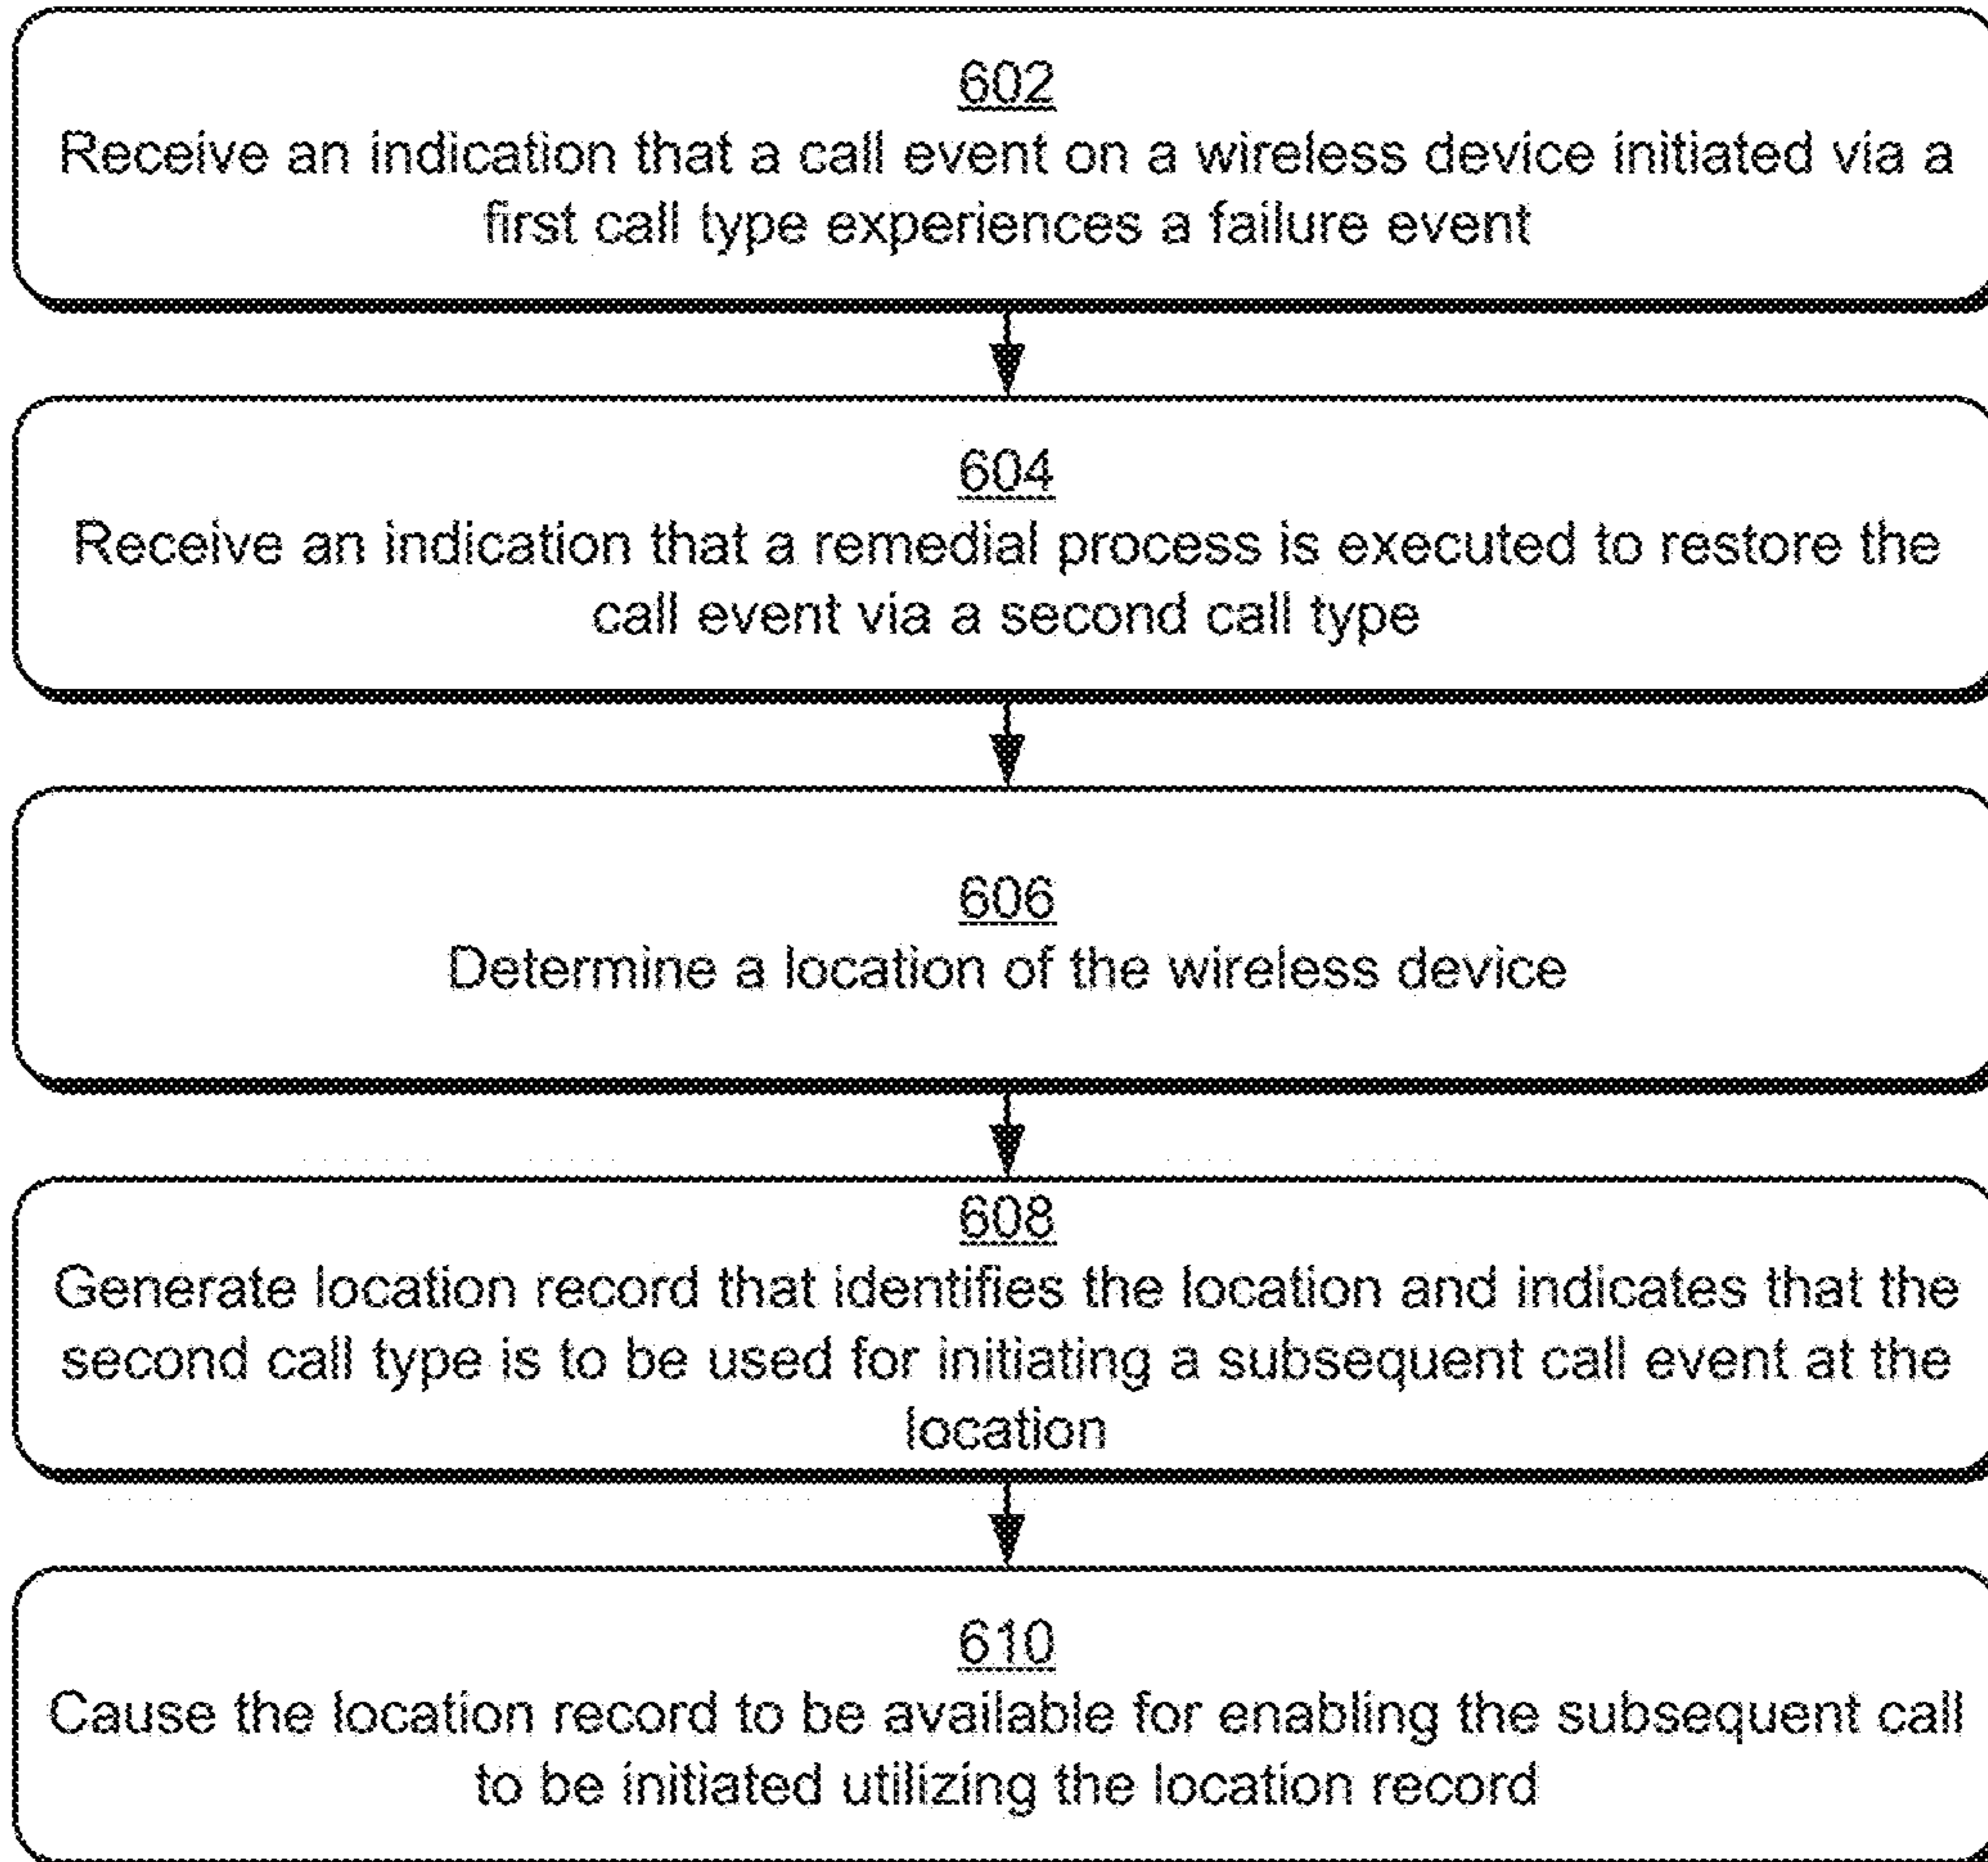 602
Receive an indication that a call event on a wireless device initiated via a
first call type experiences a failure event
604
Receive an indication that a remedial process is executed to restore the
call event via a second call type
606
Determine a location of the wireless device
608
Generate location record that identifies the location and indicates that the
second call type is to be used for initiating a subsequent call event at the
location
610
Cause the location record to be available for enabling the subsequent call
to be initiated utilizing the location record